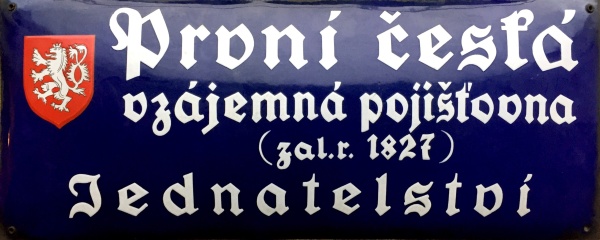 První česká
vzájemná pojišťovna
(zal.r. 1827)
Jednatelství